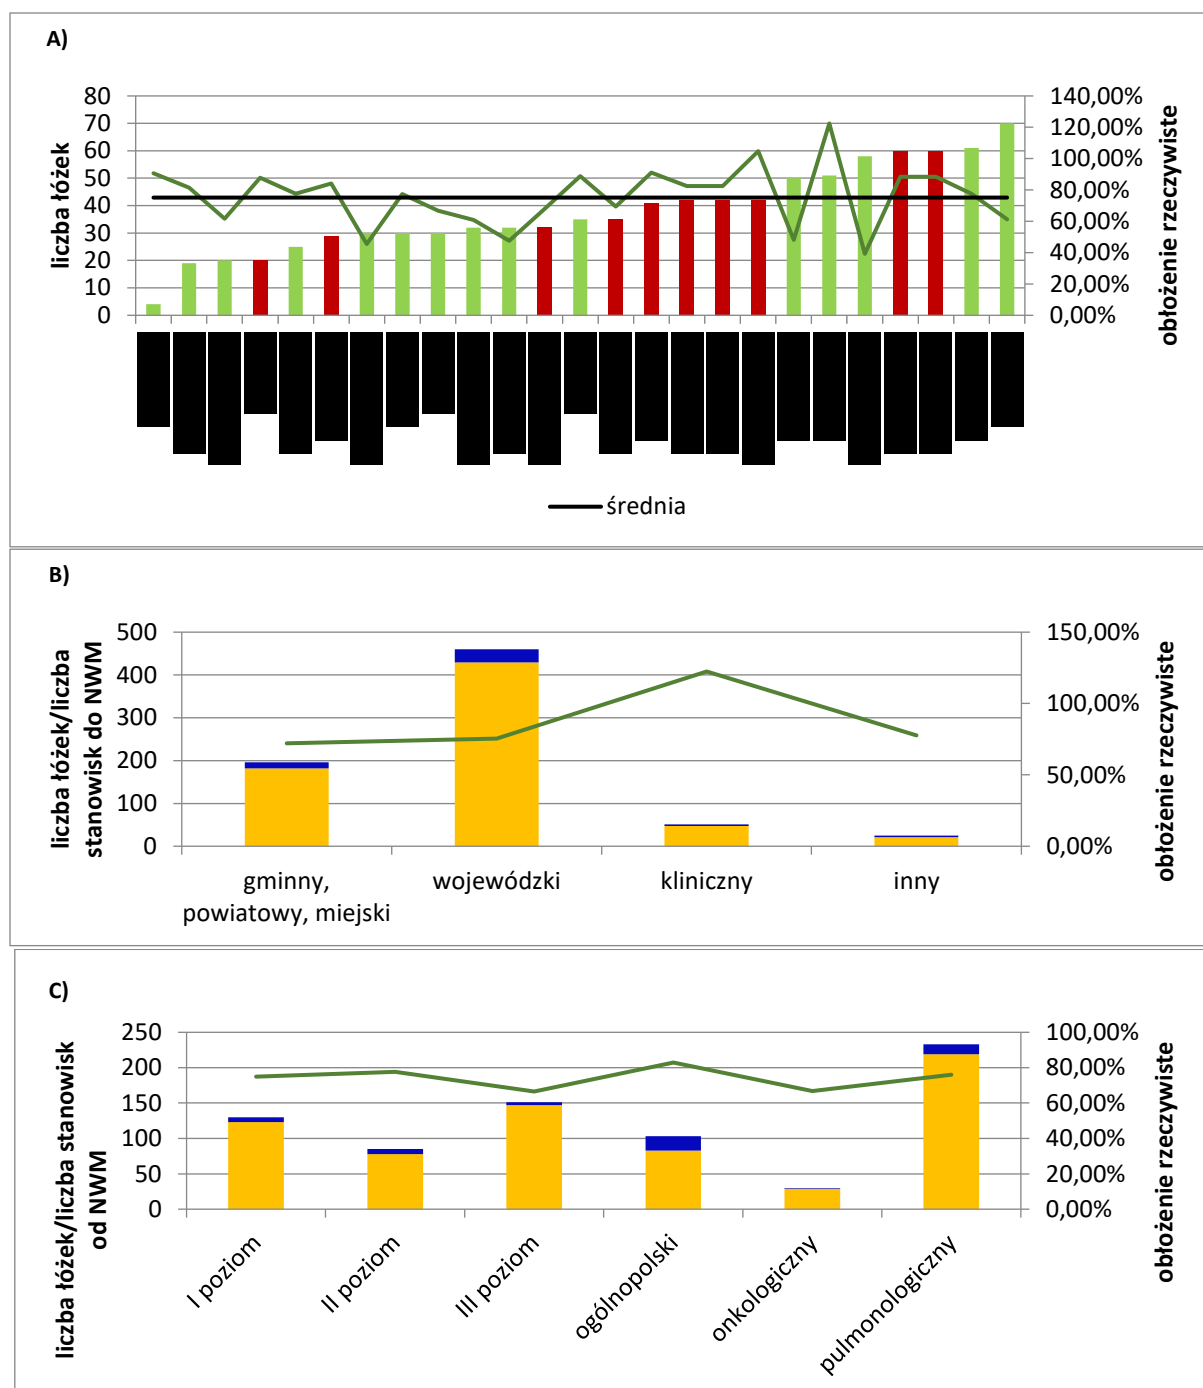 A)
liczba łóżek
80
70
60
50
40
30
20
10
0
140,00%
120,00%
100,00%
80,00%
60,00%
40,00%
20,00%
0,00%
obłożenie rzeczywiste
średnia
B)
liczba łóżek/liczba
stanowisk do NWM
500
400
300
200
100
0
150,00%
100,00%
50,00%
0,00%
obłożenie rzeczywiste
gminny,
powiatowy, miejski
wojewódzki
kliniczny
inny
C)
liczba łóżek/liczba stanowisk
od NWM
250
200
150
100
50
0
100,00%
80,00%
60,00%
40,00%
20,00%
0,00%
obłożenie rzeczywiste
I poziom
II poziom
III poziom
ogólnopolski
onkologiczny
pulmonologiczny